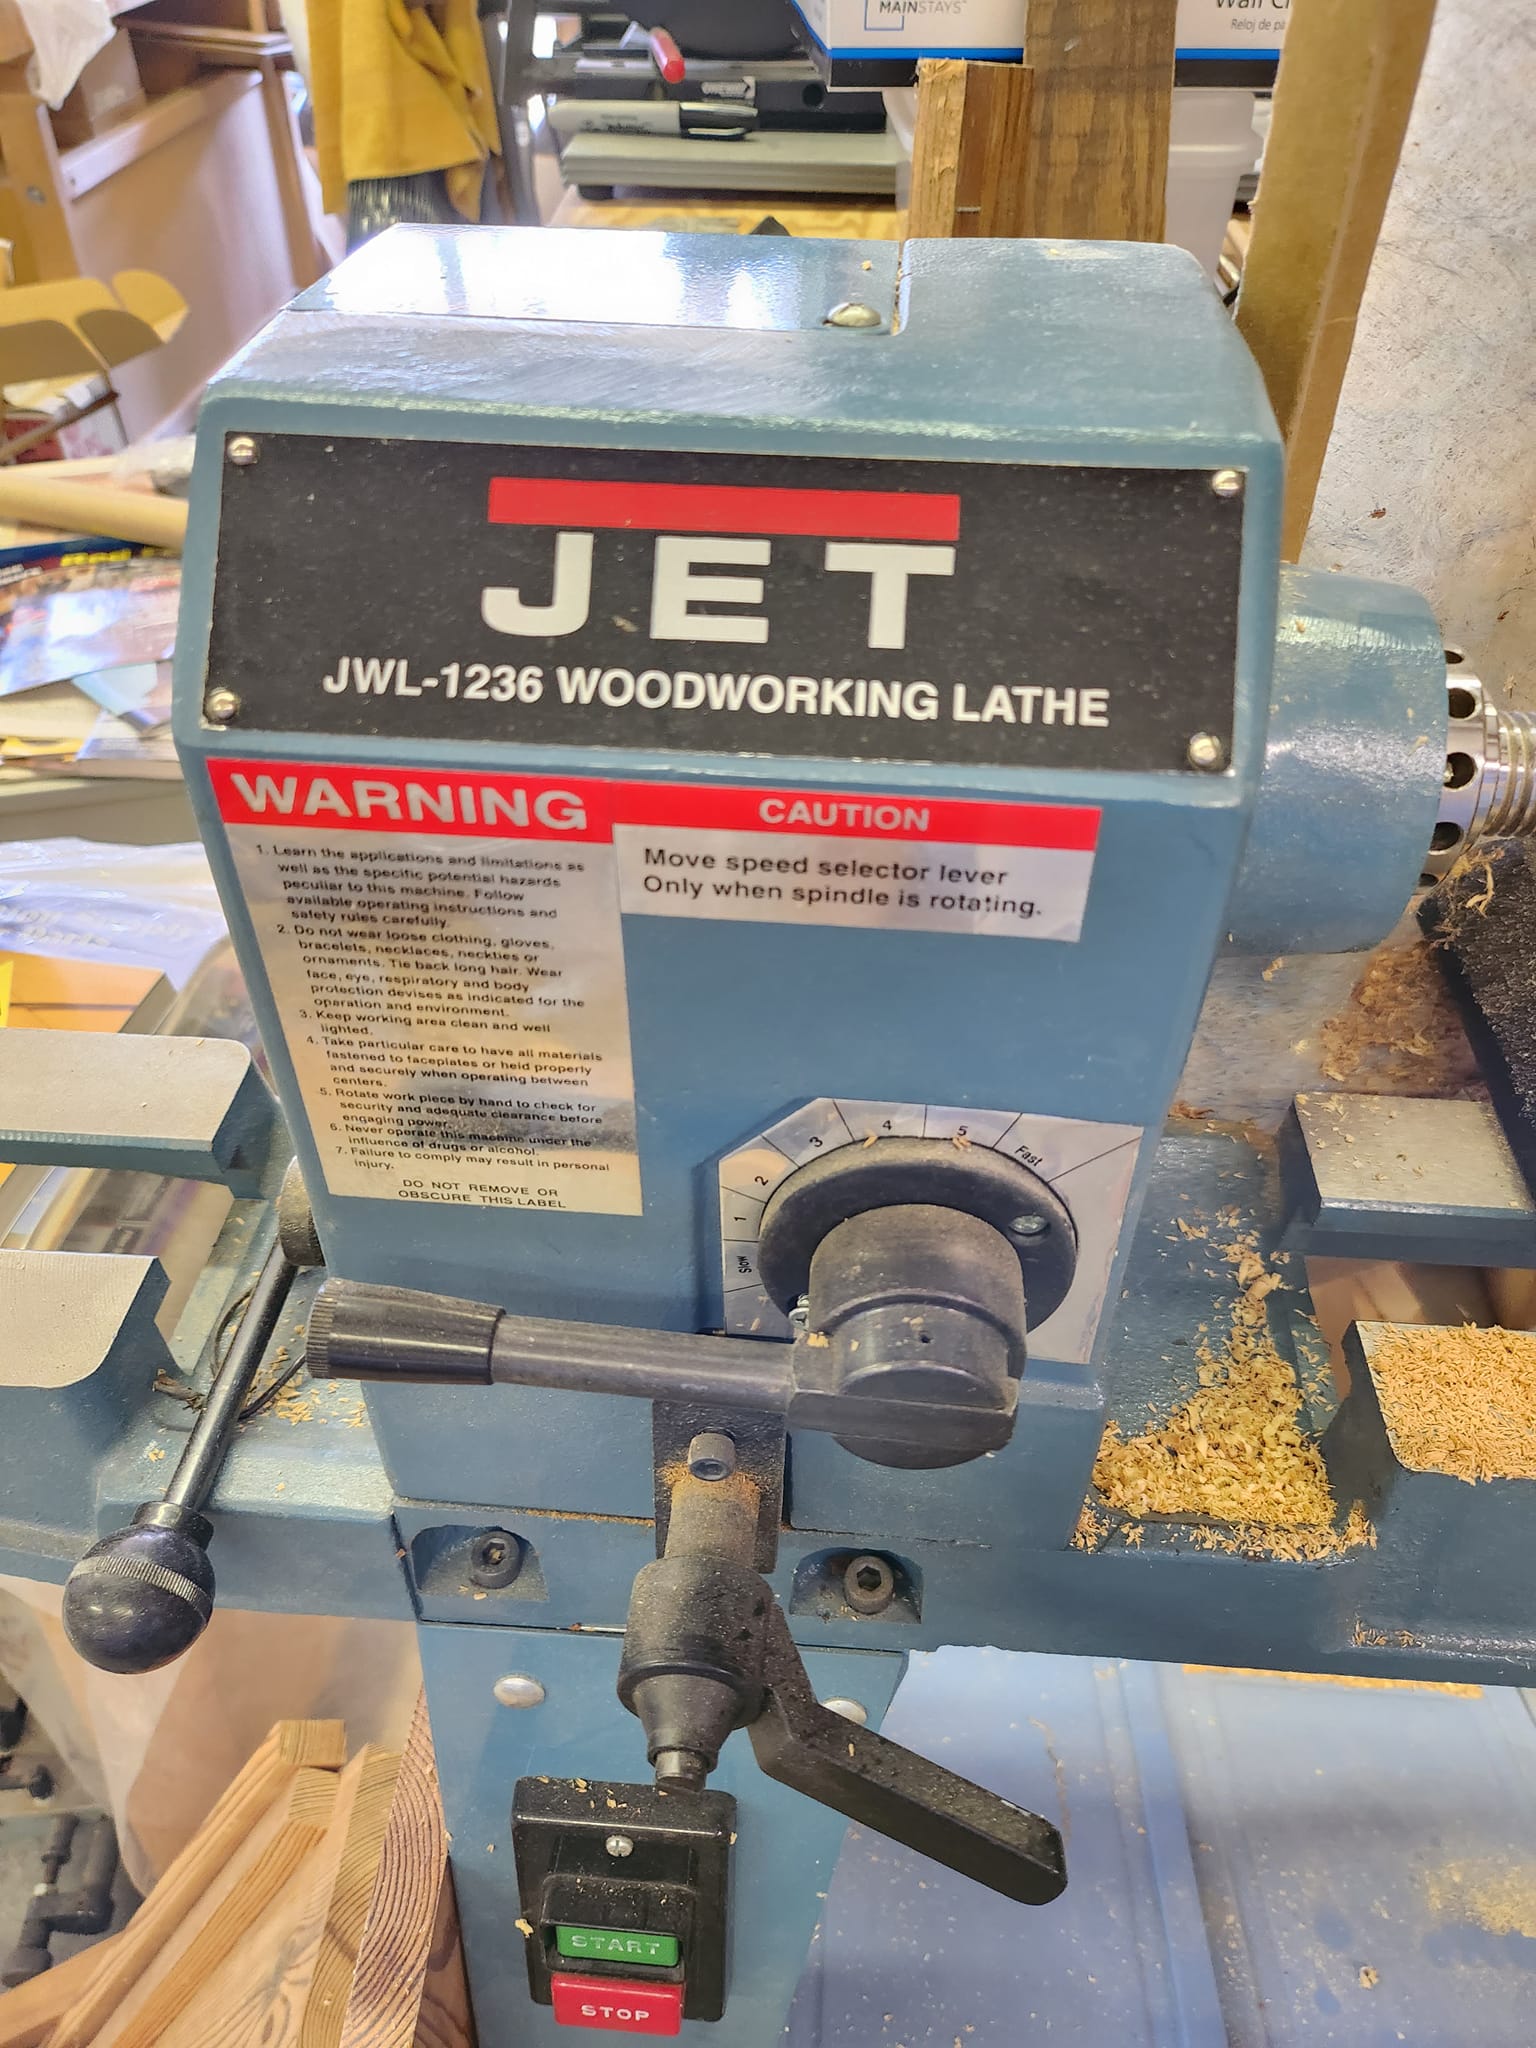 MAINSTAYS
Wall Cl
Reloj de pa
JET
JWL-1236 WOODWORKING LATHE
WARNING
1. Learn the applications and limitations as
well as the specific potential hazards
peculiar to this machine. Follow
available operating instructions and
safety rules carefully.
2. Do not wear loose clothing, gloves,
bracelets, necklaces, neckties or
ornaments. Tie back long hair. Wear
face, eye, respiratory and body
protection devises as indicated for the
operation and environment.
3. Keep working area clean and well
lighted.
4. Take particular care to have all materials
fastened to faceplates or held properly
and securely when operating between
centers.
5. Rotate work piece by hand to check for
security and adequate clearance before
engaging power.
6. Never operate this machine under the
influence of drugs or alcohol.
7. Failure to comply may result in personal
injury.
DO NOT REMOVE OR
OBSCURE THIS LABEL
CAUTION
Move speed selector lever
Only when spindle is rotating.
Slow
1
2
3
4
5
Fast
START
STOP